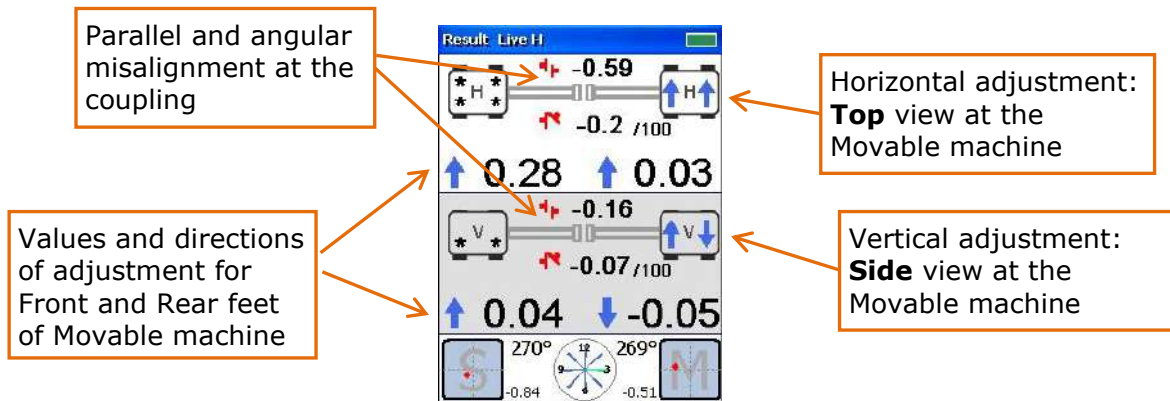 Parallel and angular
misalignment at the
coupling
Values and directions
of adjustment for
Front and Rear feet
of Movable machine
Result Live H
-0.59
H
H
-0.2 /100
0.28 0.03
-0.16
V
V
-0.07/100
0.04 -0.05
S
270°
-0.84
12
9
3
6
269°
-0.51
M
Horizontal adjustment:
Top view at the
Movable machine
Vertical adjustment:
Side view at the
Movable machine